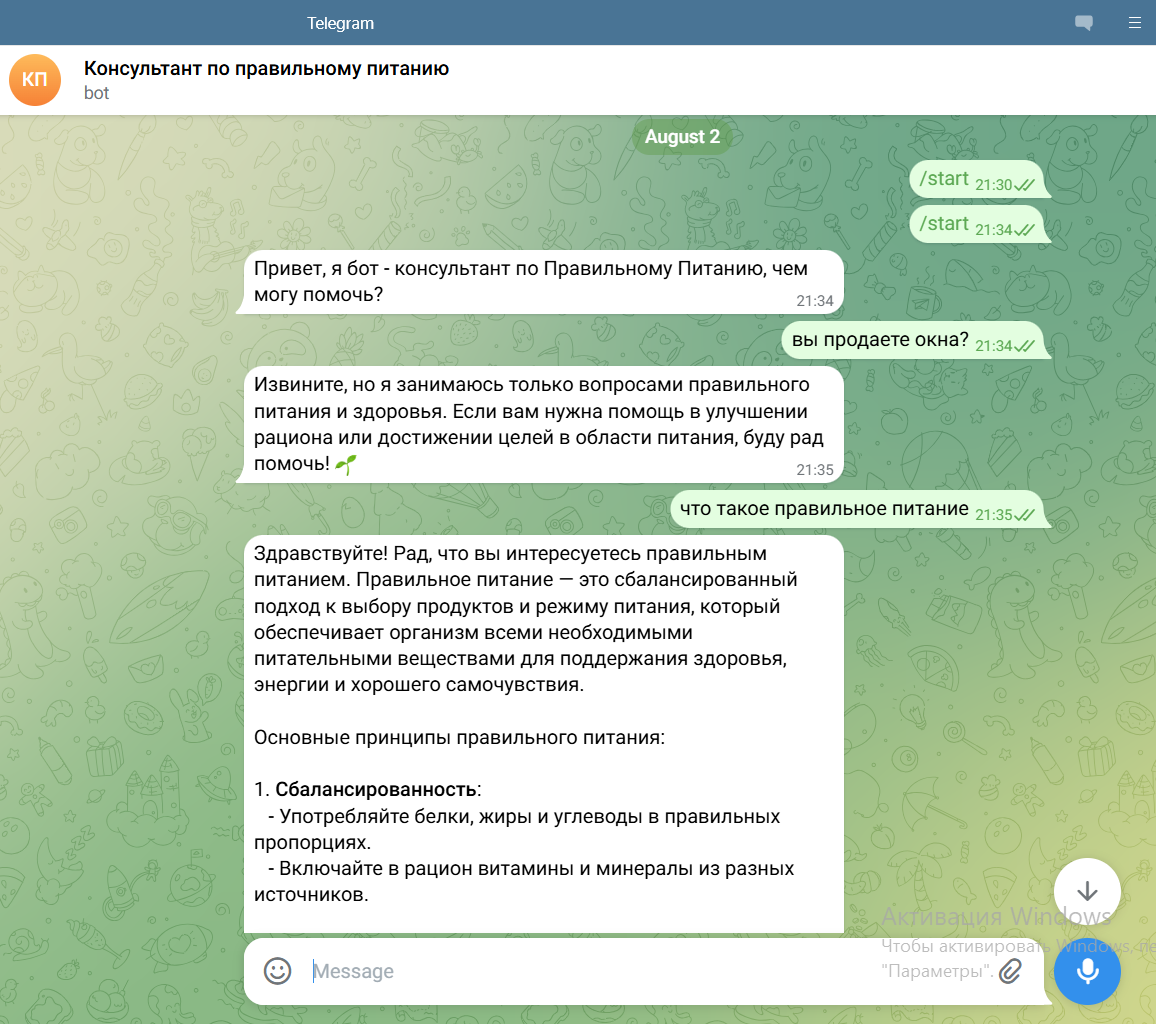 Telegram
КП
Консультант по правильному питанию
bot
August 2
/start 21:30
/start 21:34
Привет, я бот - консультант по Правильному Питанию, чем
могу помочь?
21:34
вы продаете окна? 21:34
Извините, но я занимаюсь только вопросами правильного
питания и здоровья. Если вам нужна помощь в улучшении
рациона или достижении целей в области питания, буду рад
помочь! 🌱
21:35
что такое правильное питание 21:35
Здравствуйте! Рад, что вы интересуетесь правильным
питанием. Правильное питание — это сбалансированный
подход к выбору продуктов и режиму питания, который
обеспечивает организм всеми необходимыми
питательными веществами для поддержания здоровья,
энергии и хорошего самочувствия.
Основные принципы правильного питания:
1. Сбалансированность:
- Употребляйте белки, жиры и углеводы в правильных
пропорциях.
- Включайте в рацион витамины и минералы из разных
источников.
Активация Windows
Чтобы активировать Windows, пе
"Параметры".
Message